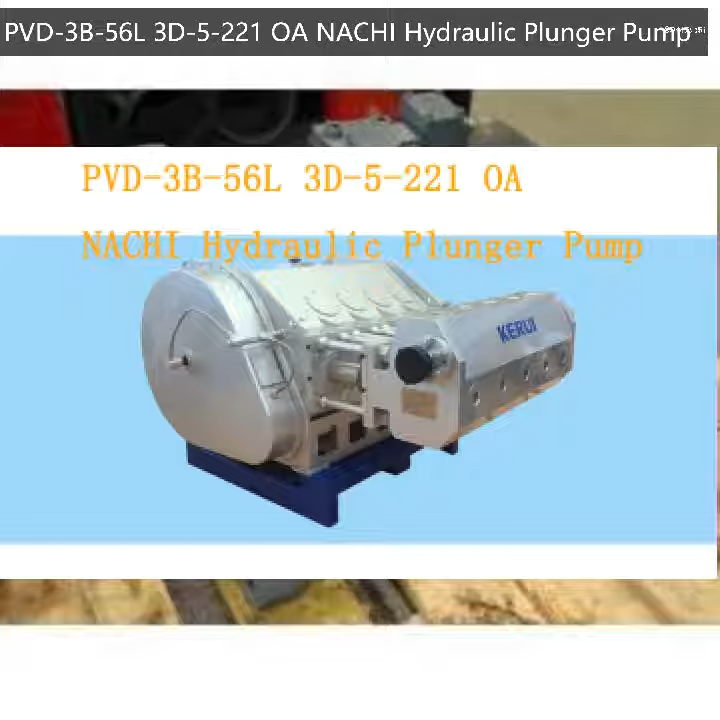 PVD-3B-56L 3D-5-221 OA NACHI Hydraulic Plunger Pump
PVD-3B-56L 3D-5-221 OA
NACHI Hydraulic Plunger Pump
KERUI